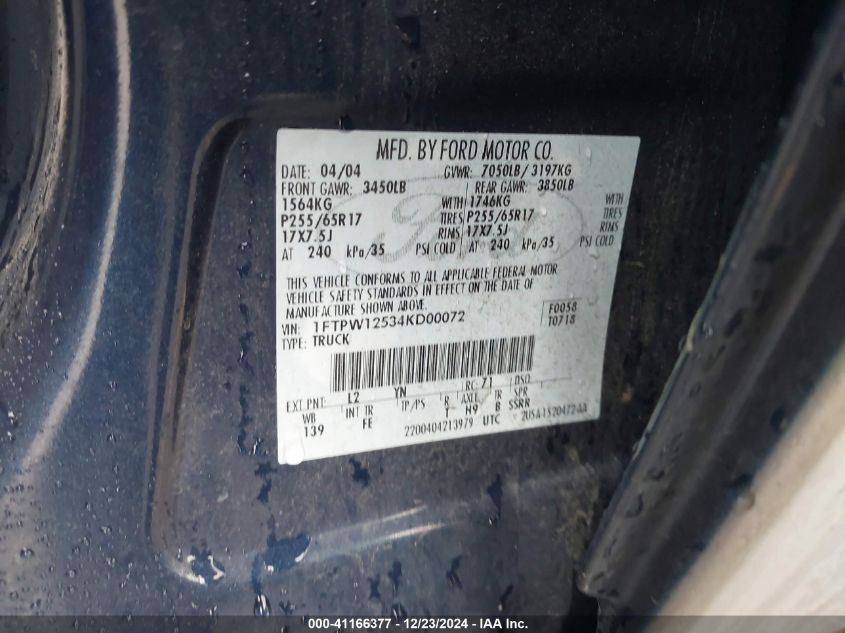 MFD. BY FORD MOTOR CO.
DATE: 04/04 GVWR: 7050LB/ 3197KG
FRONT GAWR: 3450LB REAR GAWR: 3850LB
1564KG WITH 1746KG WITH
P255/65R17 TIRES P255/65R17 TIRES
17X7.5J RIMS 17X7.5J RIMS
AT 240 kPa/35 PSI COLD AT 240 kPa/35 PSI COLD
THIS VEHICLE CONFORMS TO ALL APPLICABLE FEDERAL MOTOR
VEHICLE SAFETY STANDARDS IN EFFECT ON THE DATE OF
MANUFACTURE SHOWN ABOVE.
VIN: 1FTPW12534KD00072 F0058
TYPE: TRUCK T0718
EXT PNT: L2 YN RC: 71 DSO:
WB INT TR TP/PS R AXLE TR SPR
139 FE T H9 B SSRR
2200404213979 UTC
Ford
000-41166377 - 12/23/2024 - IAA Inc.